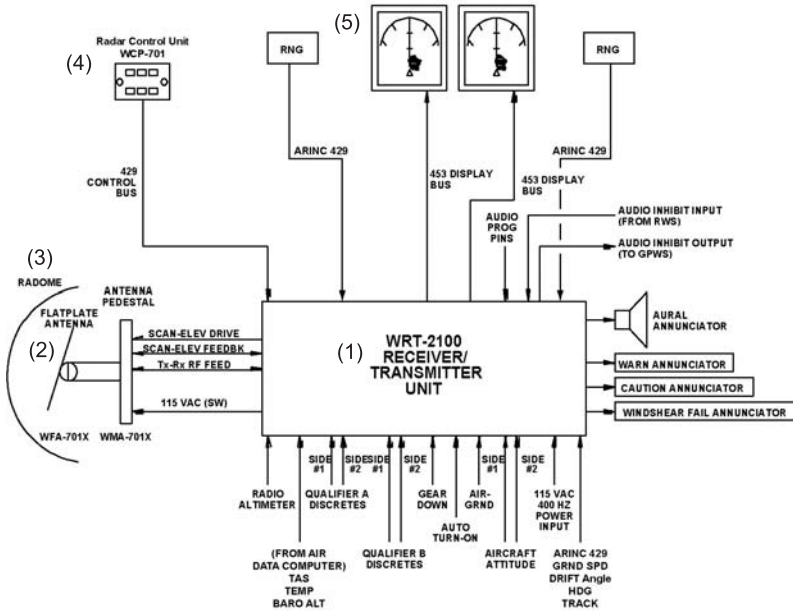 (5)
Radar Control Unit
WCP-701
(4)
RNG
RNG
ARINC 429
ARINC 429
429
CONTROL
BUS
453 DISPLAY
BUS
453 DISPLAY
BUS
AUDIO
PROG
PINS
AUDIO INHIBIT INPUT
(FROM RWS)
AUDIO INHIBIT OUTPUT
(TO GPWS)
(3)
RADOME
ANTENNA
PEDESTAL
FLATPLATE
ANTENNA
(2)
SCAN-ELEV DRIVE
SCAN-ELEV FEEDBK
Tx-Rx RF FEED
115 VAC (SW)
WFA-701X
WMA-701X
WRT-2100
(1) RECEIVER/
TRANSMITTER
UNIT
AURAL
ANNUNCIATOR
WARN ANNUNCIATOR
CAUTION ANNUNCIATOR
WINDSHEAR FAIL ANNUNCIATOR
SIDE
#1
SIDE
#2
SIDE
#1
SIDE
#2
SIDE
#1
SIDE
#2
RADIO
ALTIMETER
QUALIFIER A
DISCRETES
GEAR
DOWN
AIR-
GRND
115 VAC
400 HZ
POWER
INPUT
AUTO
TURN-ON
(FROM AIR
DATA COMPUTER)
TAS
TEMP
BARO ALT
QUALIFIER B
DISCRETES
AIRCRAFT
ATTITUDE
ARINC 429
GRND SPD
DRIFT Angle
HDG
TRACK